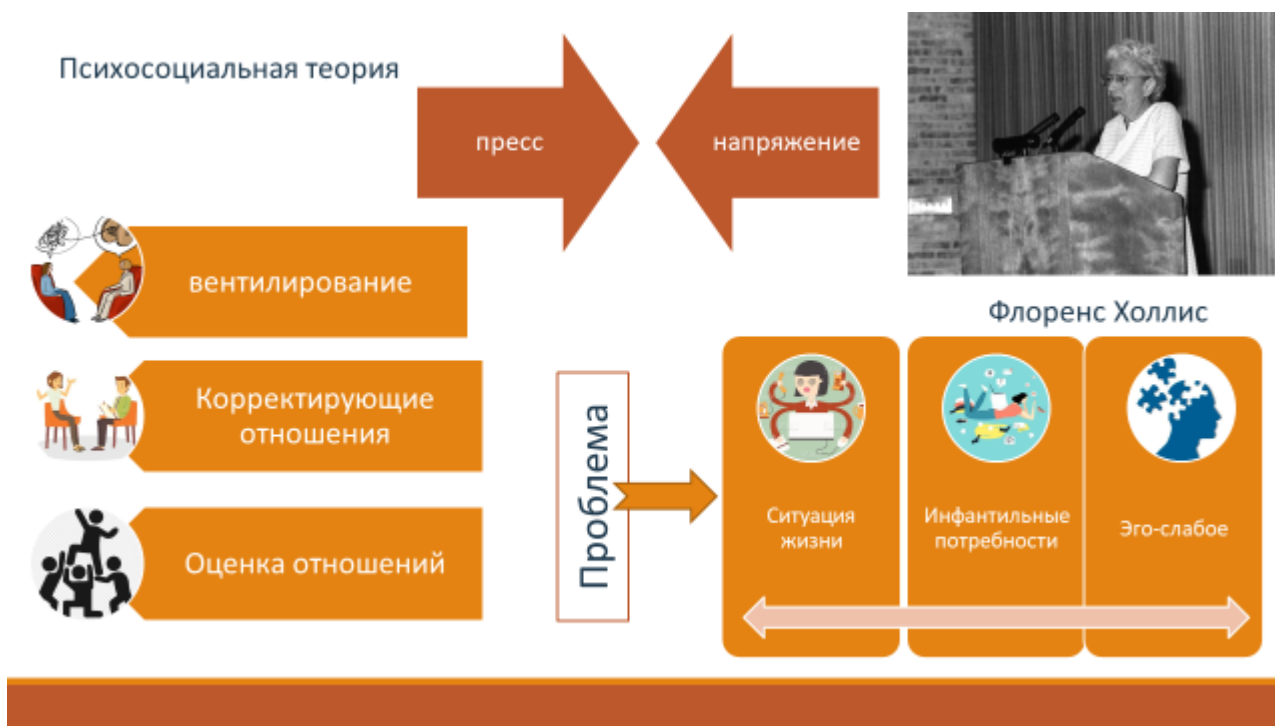 Психосоциальная теория
пресс
напряжение
вентилирование
Флоренс Холлис
Корректирующие
отношения
Оценка отношений
Проблема
Ситуация
жизни
Инфантильные
потребности
Эго-слабое